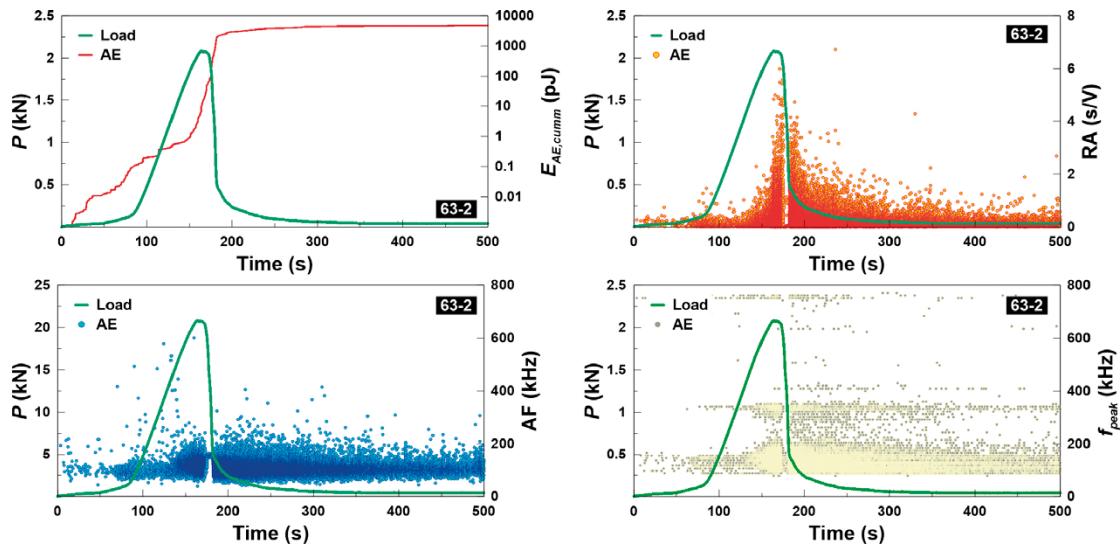 2.5 10000
Load 63-2
AE
2 1000
100
1.5
P (kN) 10 E_AE,cumm (pJ)
1 1
0.1
0.5
0.01
63-2
0 100 200 300 400 500
Time (s)
2.5 8
Load 63-2
AE
2 6
1.5
P (kN) 4 RA (s/V)
1
2
0.5
0
0 100 200 300 400 500
Time (s)
25 800
Load 63-2
AE
20 600
15
P (kN) 400 AF (kHz)
10
200
5
0
0 100 200 300 400 500
Time (s)
2.5 800
Load 63-2
AE
2 600
1.5
P (kN) 400 f_peak (kHz)
1
200
0.5
0
0 100 200 300 400 500
Time (s)